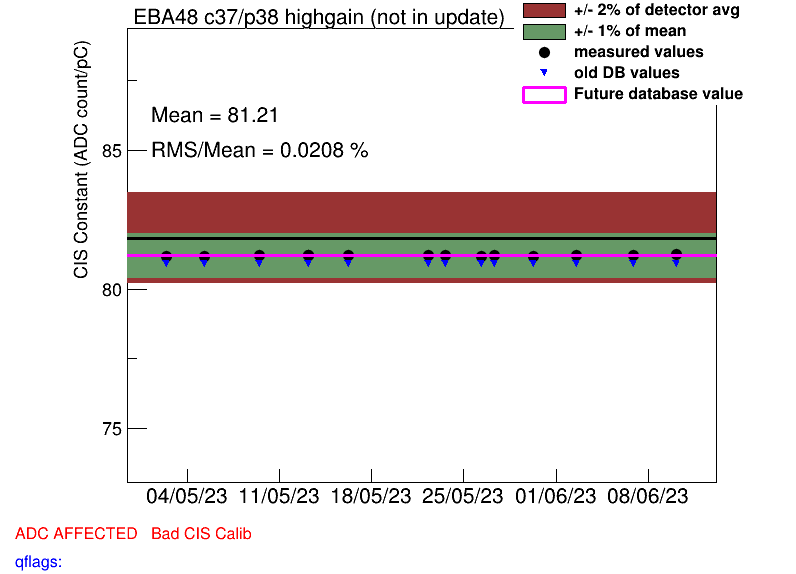 EBA48 c37/p38 highgain (not in update)
+/- 2% of detector avg
+/- 1% of mean
measured values
old DB values
Future database value
CIS Constant (ADC count/pC)
Mean = 81.21
RMS/Mean = 0.0208 %
85
80
75
04/05/23 11/05/23 18/05/23 25/05/23 01/06/23 08/06/23
ADC AFFECTED Bad CIS Calib
qflags: